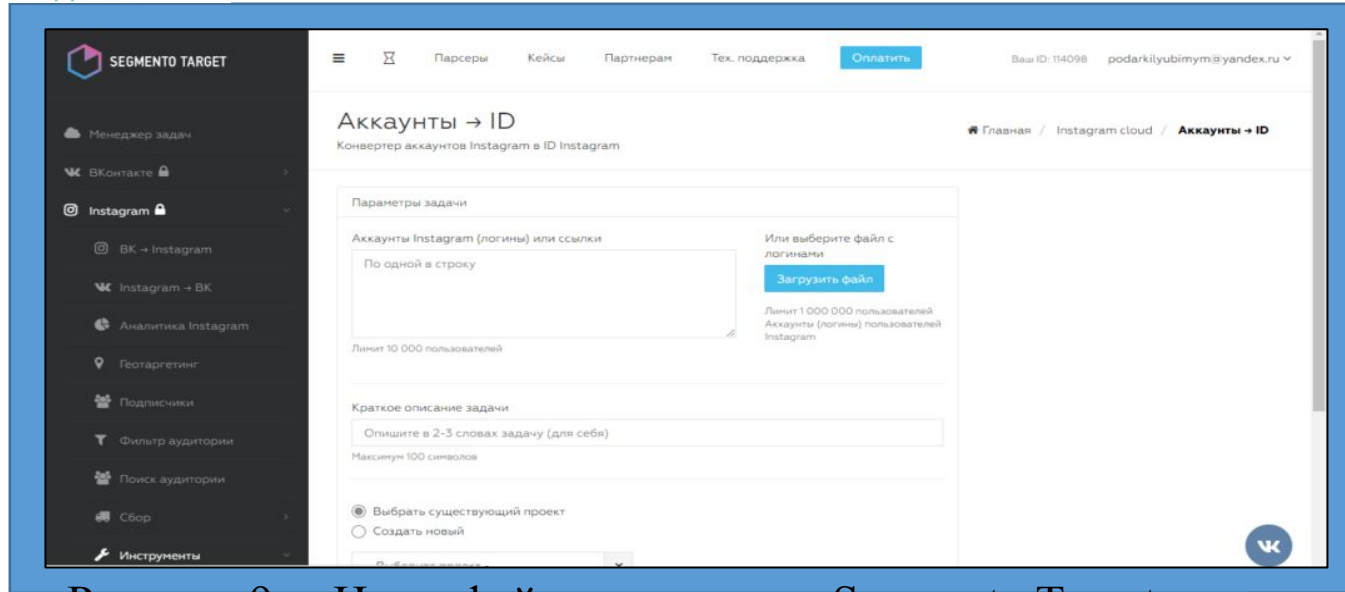 SEGMENTO TARGET
Парсеры Кейсы Партнерам Тех. поддержка Оплатить Ваш ID: 114098 podarkilyubimym@yandex.ru
Менеджер задач
ВКонтакте
Instagram
ВК → Instagram
Instagram → ВК
Аналитика Instagram
Геотаргетинг
Подписчики
Фильтр аудитории
Поиск аудитории
Сбор
Инструменты
Аккаунты → ID
Конвертер аккаунтов Instagram в ID Instagram
Главная / Instagram cloud / Аккаунты → ID
Параметры задачи
Аккаунты Instagram (логины) или ссылки
По одной в строку
Лимит 10 000 пользователей
Или выберите файл с
логинами
Загрузить файл
Лимит 1 000 000 пользователей
Аккаунты (логины) пользователей
Instagram
Краткое описание задачи
Опишите в 2-3 словах задачу (для себя)
Максимум 100 символов
Выбрать существующий проект
Создать новый